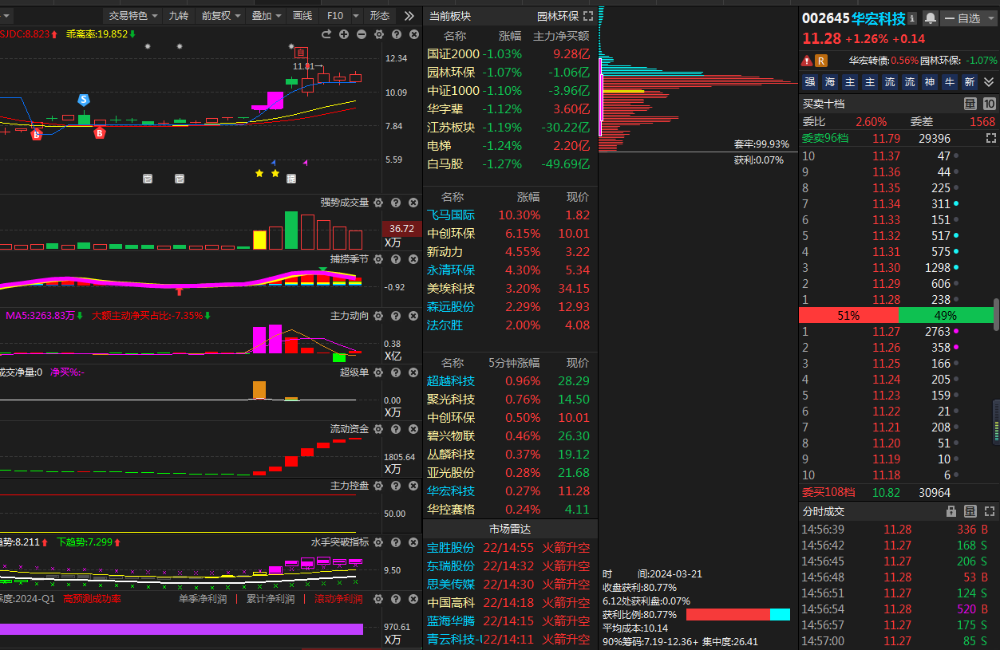 交易特色 九转 前复权 叠加 画线 F10 形态
SJDC:8.823 乖离率:19.852
自
11.81
12.34
10.09
7.84
5.59
S
B
B
强势成交量
36.72
X万
捕捞季节
-0.92
MA5:3263.83万 大额主动净买占比:-7.35% 主力动向
0.38
X亿
成交净量:0 净买%:- 超级单
0.00
X万
流动资金
1805.64
X万
主力控盘
50.00
趋势:8.211 下趋势:7.299 水手突破指标
9.50
季度:2024-Q1 高预测成功率 单季净利润 累计净利润 滚动净利润
970.61
X万
当前板块 园林环保
名称 涨幅 主力净买额
国证2000 -1.03% 9.28亿
园林环保 -1.07% -1.06亿
中证1000 -1.10% -3.96亿
华字辈 -1.12% 3.60亿
江苏板块 -1.19% -30.22亿
电梯 -1.24% 2.20亿
白马股 -1.27% -49.69亿
名称 涨幅 现价
飞马国际 10.30% 1.82
中创环保 6.15% 10.01
新动力 4.55% 3.22
永清环保 4.30% 5.34
美埃科技 3.20% 34.15
森远股份 2.29% 12.93
法尔胜 2.00% 4.08
名称 5分钟涨幅 现价
超越科技 0.96% 28.29
聚光科技 0.76% 14.50
中创环保 0.50% 10.01
碧兴物联 0.46% 26.30
丛麟科技 0.37% 19.12
亚光股份 0.28% 21.68
华宏科技 0.27% 11.28
华控赛格 0.24% 4.11
市场雷达
宝胜股份 22/14:55 火箭升空
东瑞股份 22/14:32 火箭升空
思美传媒 22/14:30 火箭升空
中国高科 22/14:18 火箭升空
蓝海华腾 22/14:15 火箭升空
青云科技-U 22/14:11 火箭升空
套牢:99.93%
获利:0.07%
时 间:2024-03-21
收盘获利:80.77%
6.12处获利盘:0.07%
获利比例:80.77%
平均成本:10.14
90%筹码:7.19-12.36+ 集中度:26.41
002645 华宏科技 自选
11.28 +1.26% +0.14
R 华宏转债:0.56% 园林环保: -1.07%
强 海 主 主 流 流 神 牛 新
买卖十档 量 10
委比 2.60% 委差 1568
委卖96档 11.79 29396
10 11.37 47
9 11.36 44
8 11.35 225
7 11.34 311
6 11.33 151
5 11.32 517
4 11.31 575
3 11.30 1298
2 11.29 606
1 11.28 238
51% 49%
1 11.27 2763
2 11.26 358
3 11.25 166
4 11.24 205
5 11.23 159
6 11.22 21
7 11.21 208
8 11.20 51
9 11.19 10
10 11.18 6
委买108档 10.82 30964
分时成交 量
14:56:39 11.28 336 B
14:56:42 11.27 168 S
14:56:45 11.27 206 S
14:56:48 11.28 53 B
14:56:51 11.27 124 S
14:56:54 11.28 520 B
14:56:57 11.27 175 S
14:57:00 11.27 85 S